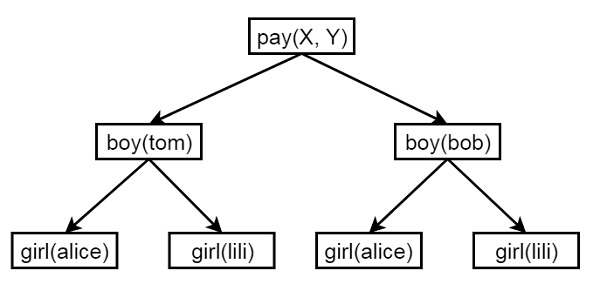 pay(X, Y)
boy(tom)
boy(bob)
girl(alice)
girl(lili)
girl(alice)
girl(lili)